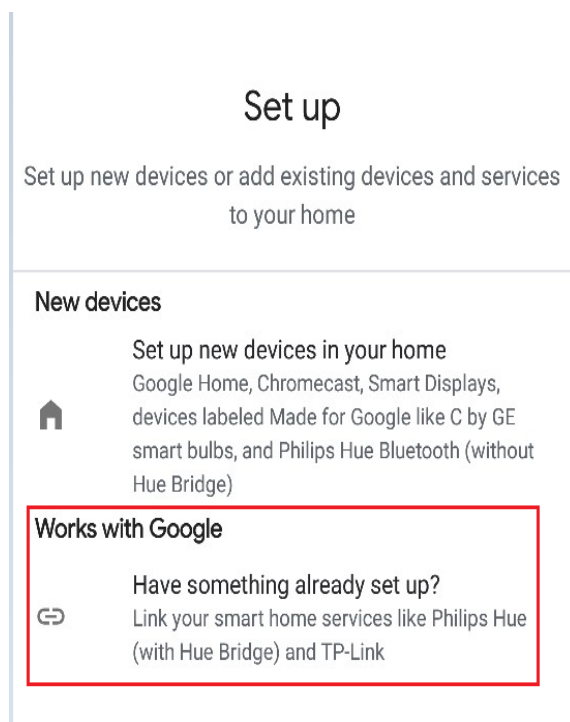 Set up
Set up new devices or add existing devices and services
to your home
New devices
Set up new devices in your home
Google Home, Chromecast, Smart Displays,
devices labeled Made for Google like C by GE
smart bulbs, and Philips Hue Bluetooth (without
Hue Bridge)
Works with Google
Have something already set up?
Link your smart home services like Philips Hue
(with Hue Bridge) and TP-Link